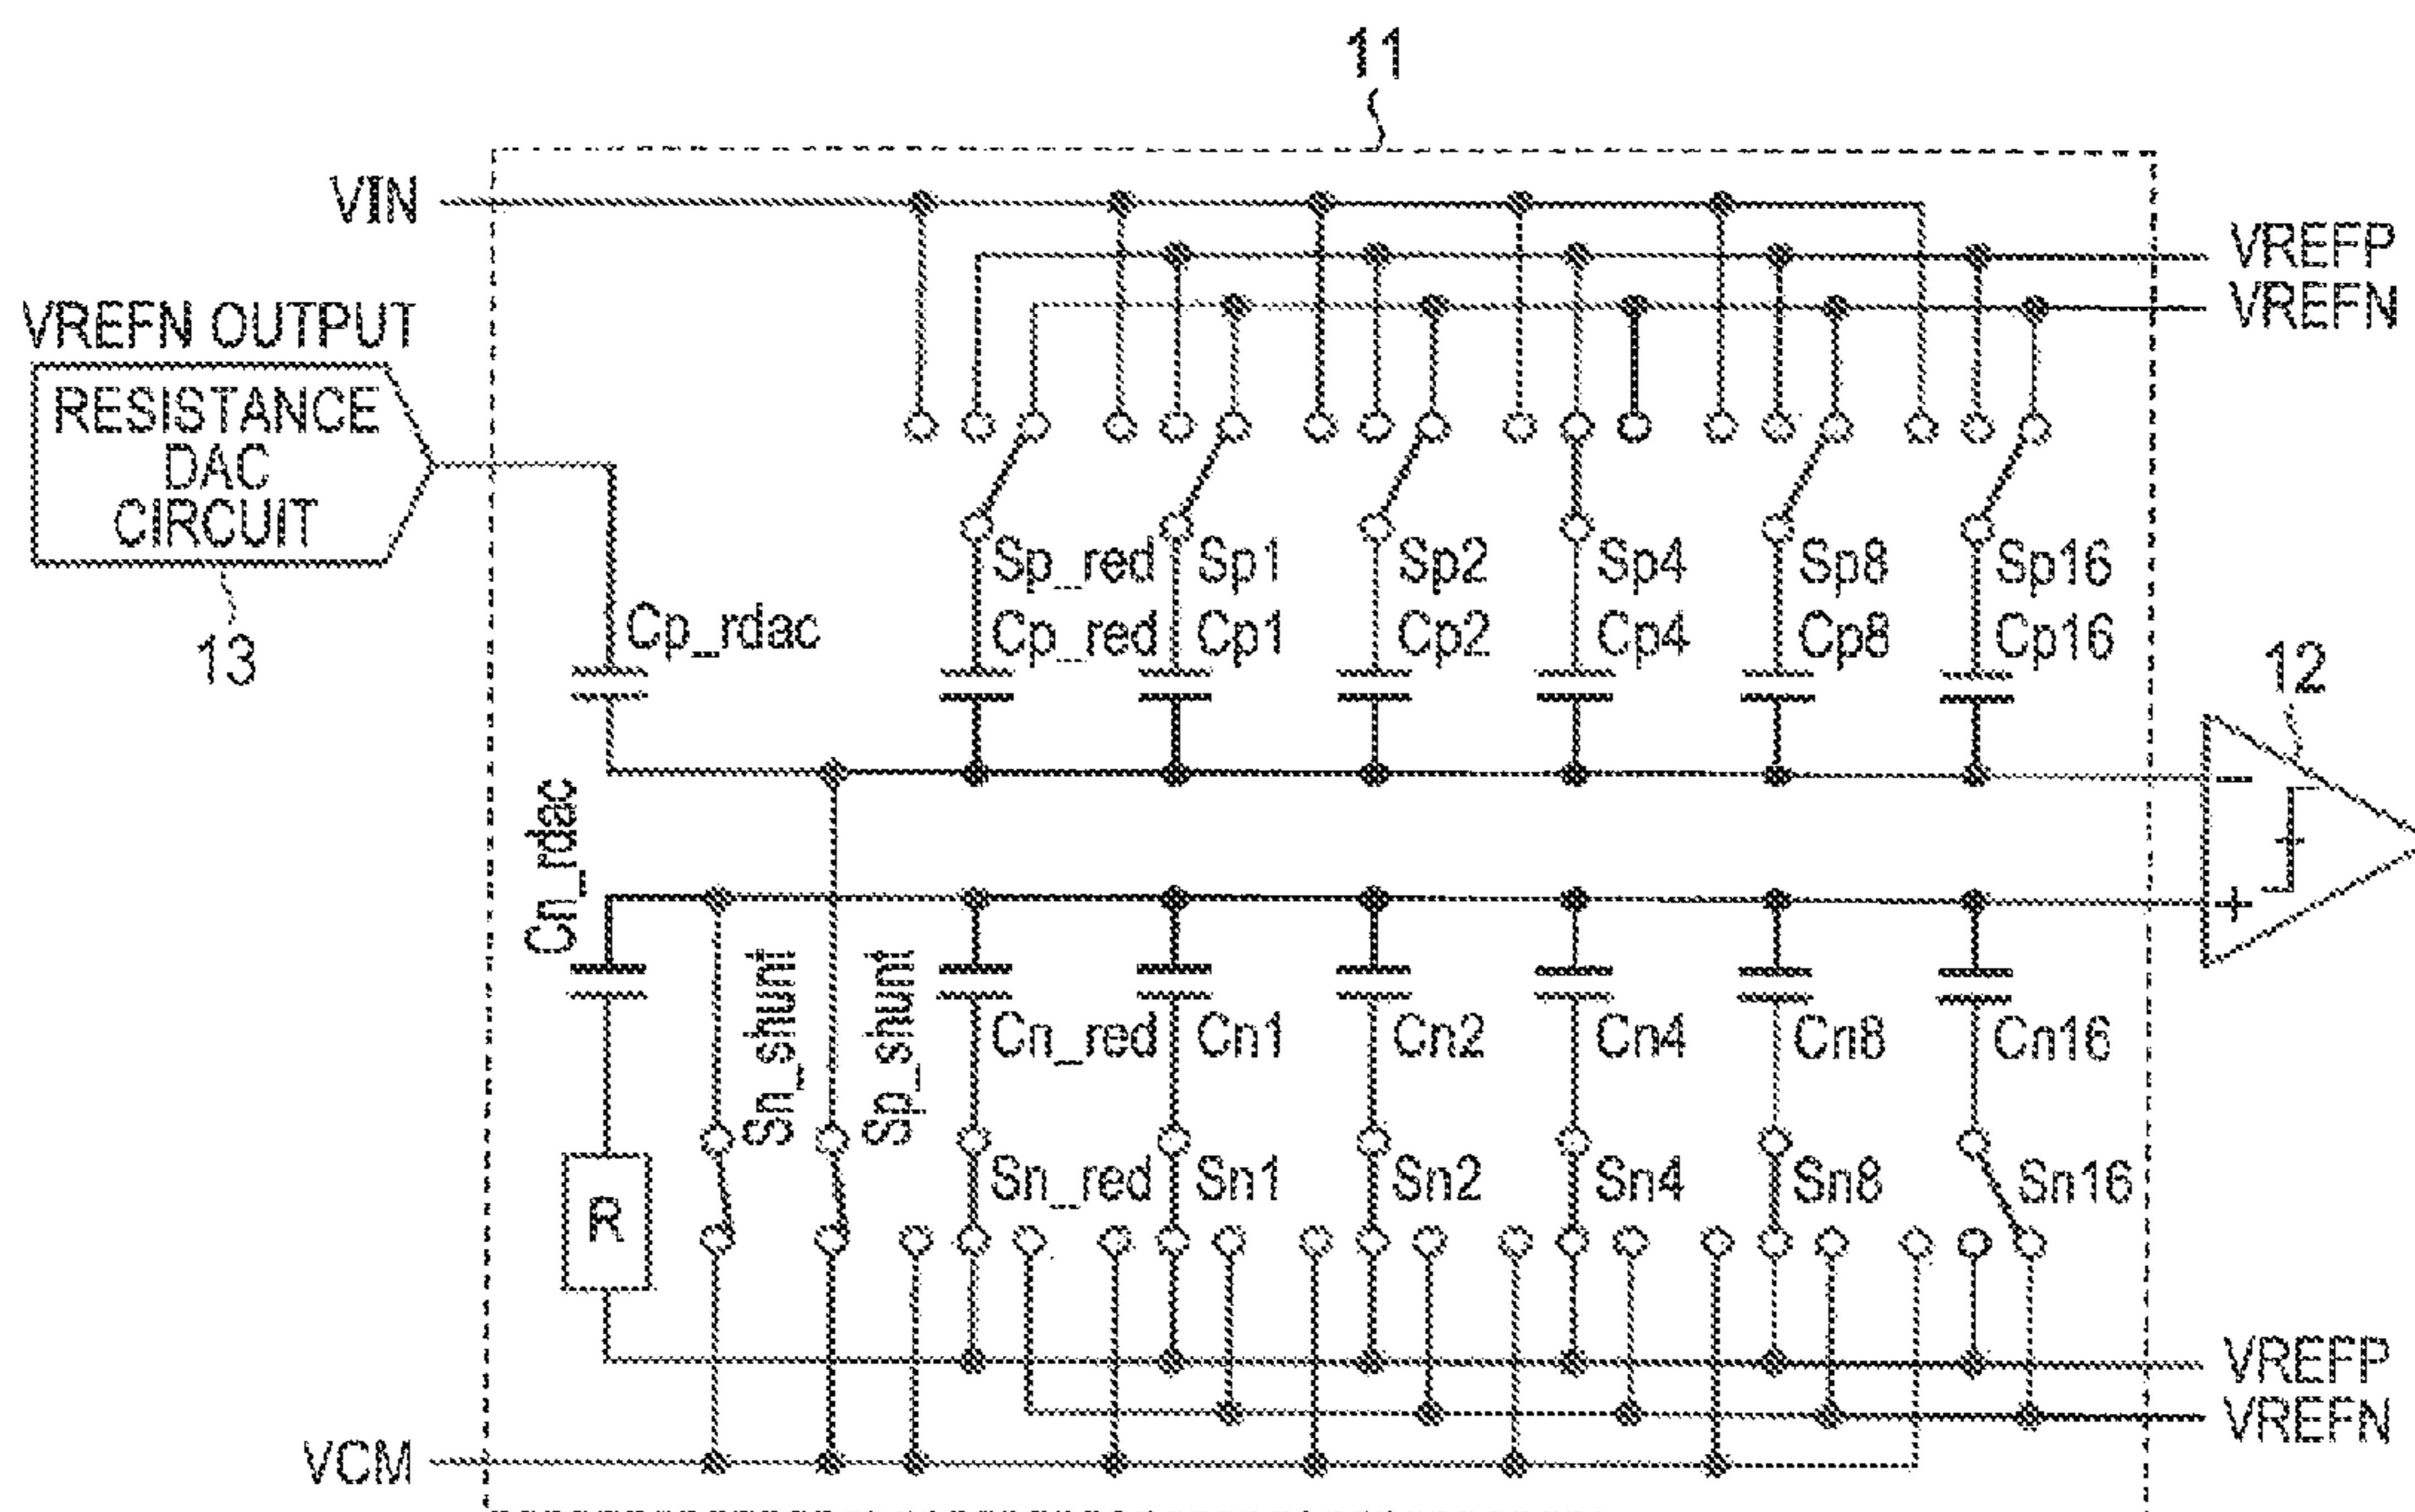 11
VIN
VREFP
VREFN
VREFN OUTPUT
RESISTANCE
DAC
CIRCUIT
13
Sp_red
Sp1
Sp2
Sp4
Sp8
Sp16
Cp_rdac
Cp_red
Cp1
Cp2
Cp4
Cp8
Cp16
12
−
+
Cn_rdac
Sn_shunt
Sp_shunt
Cn_red
Cn1
Cn2
Cn4
Cn8
Cn16
Sn_red
Sn1
Sn2
Sn4
Sn8
Sn16
R
VREFP
VREFN
VCM